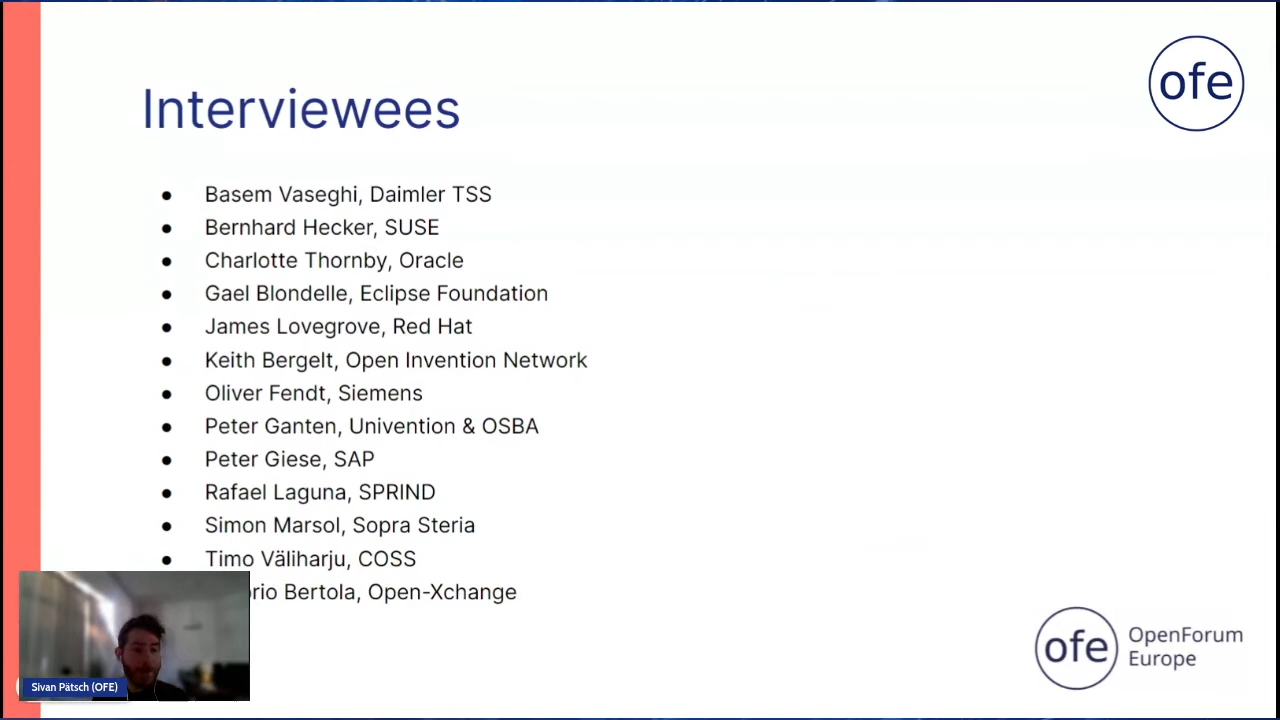 ofe
Interviewees
● Basem Vaseghi, Daimler TSS
● Bernhard Hecker, SUSE
● Charlotte Thornby, Oracle
● Gael Blondelle, Eclipse Foundation
● James Lovegrove, Red Hat
● Keith Bergelt, Open Invention Network
● Oliver Fendt, Siemens
● Peter Ganten, Univention & OSBA
● Peter Giese, SAP
● Rafael Laguna, SPRIND
● Simon Marsol, Sopra Steria
● Timo Väliharju, COSS
Bertola, Open-Xchange
ofe OpenForum
Europe
Sivan Pätsch (OFE)